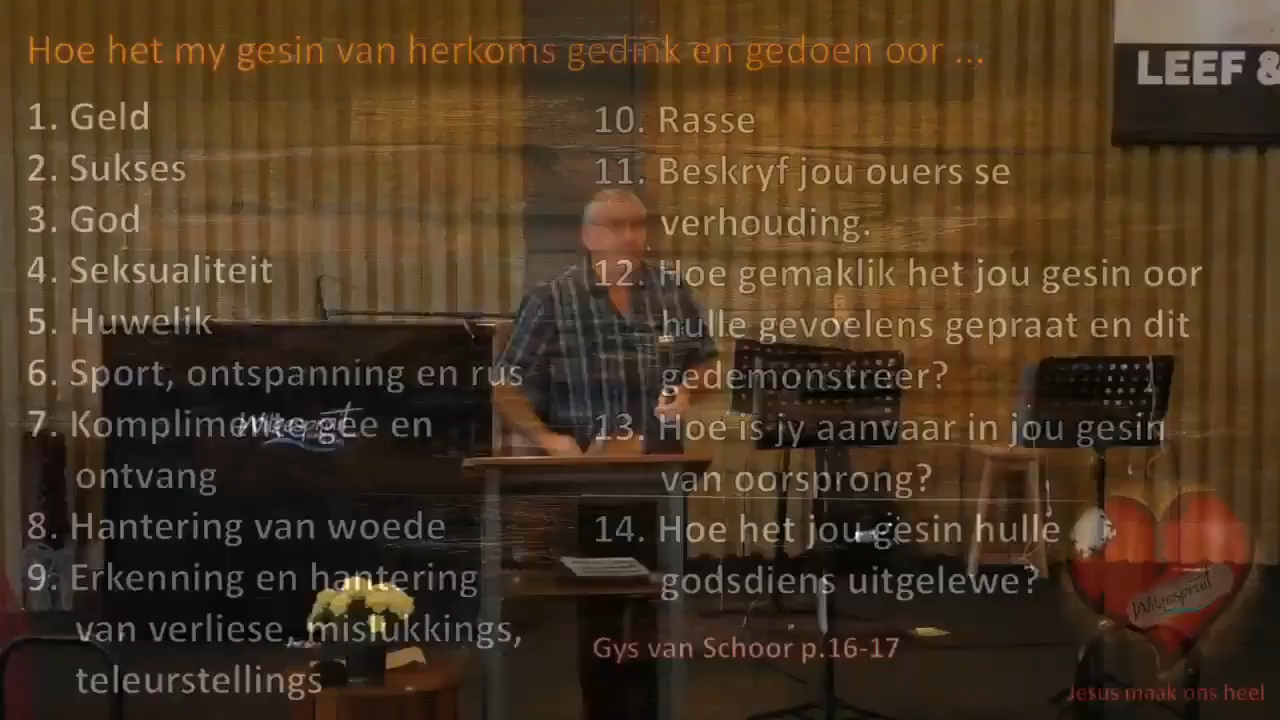 Hoe het my gesin van herkoms gedink en gedoen oor ...
1. Geld
2. Sukses
3. God
4. Seksualiteit
5. Huwelik
6. Sport, ontspanning en rus
7. Komplimente gee en
ontvang
8. Hantering van woede
9. Erkenning en hantering
van verliese, mislukkings,
teleurstellings
10. Rasse
11. Beskryf jou ouers se
verhouding.
12. Hoe gemaklik het jou gesin oor
hulle gevoelens gepraat en dit
gedemonstreer?
13. Hoe is jy aanvaar in jou gesin
van oorsprong?
14. Hoe het jou gesin hulle
godsdiens uitgelewe?
Gys van Schoor p.16-17
LEEF &
Wilgespruit
Wilgespruit
Jesus maak ons heel